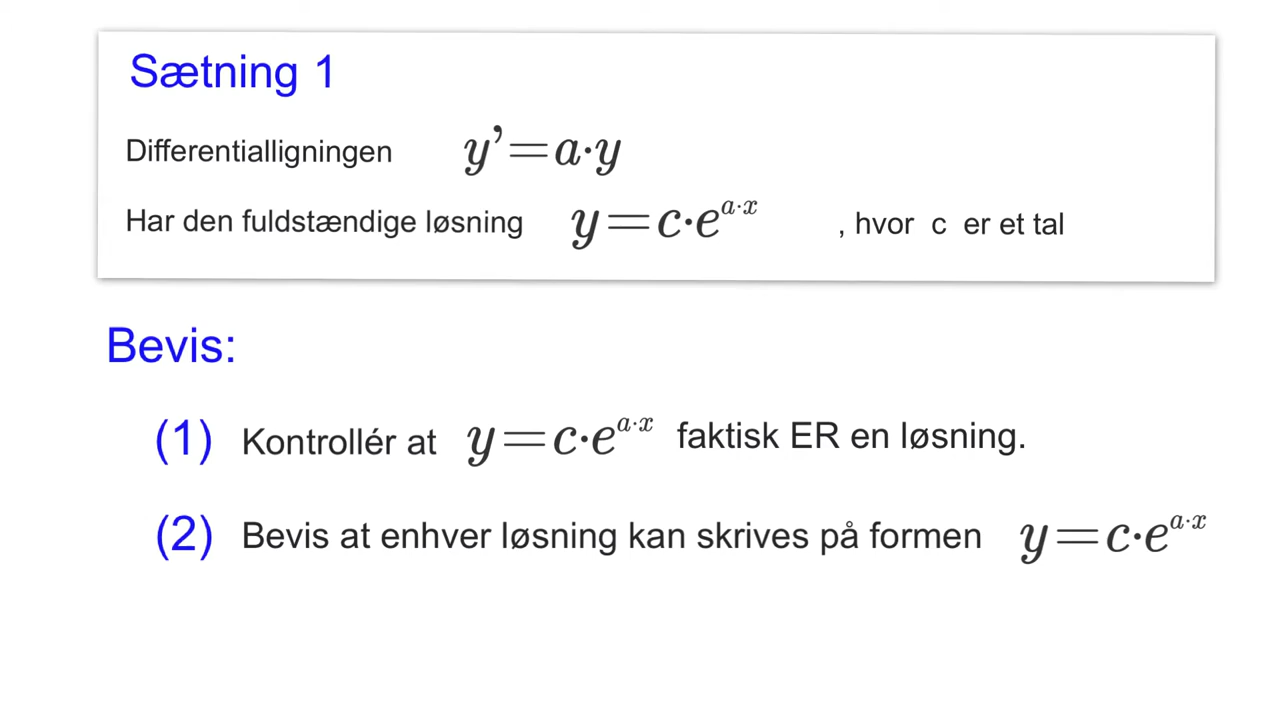 Sætning 1
Differentialligningen y’=a·y
Har den fuldstændige løsning y=c·e^{a·x} , hvor c er et tal
Bevis:
(1) Kontrollér at y=c·e^{a·x} faktisk ER en løsning.
(2) Bevis at enhver løsning kan skrives på formen y=c·e^{a·x}